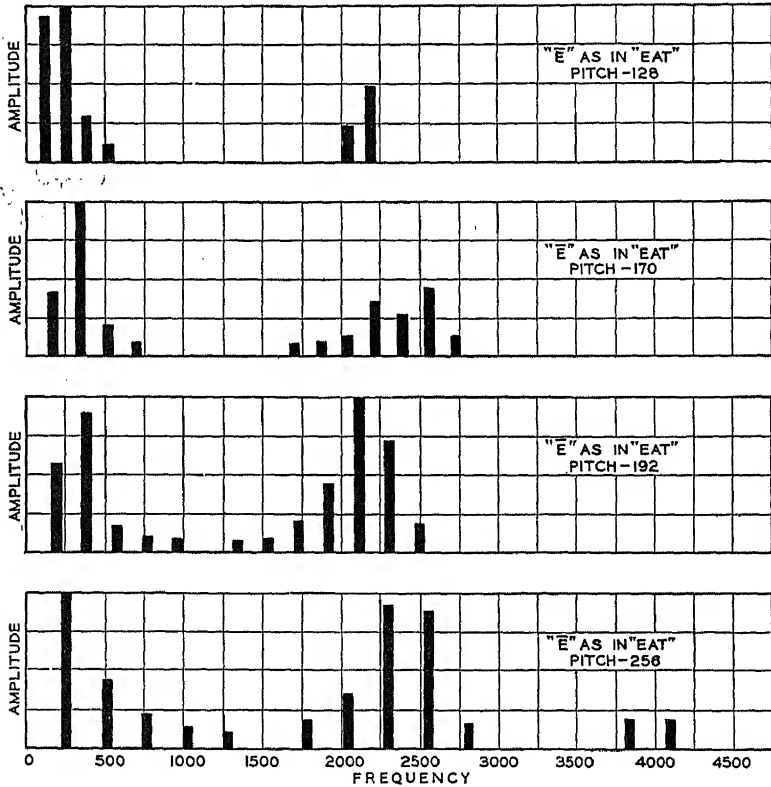 AMPLITUDE
"Ē" AS IN "EAT"
PITCH-128
AMPLITUDE
"Ē" AS IN "EAT"
PITCH-170
AMPLITUDE
"Ē" AS IN "EAT"
PITCH-192
AMPLITUDE
"Ē" AS IN "EAT"
PITCH-256
0 500 1000 1500 2000 2500 3000 3500 4000 4500
FREQUENCY